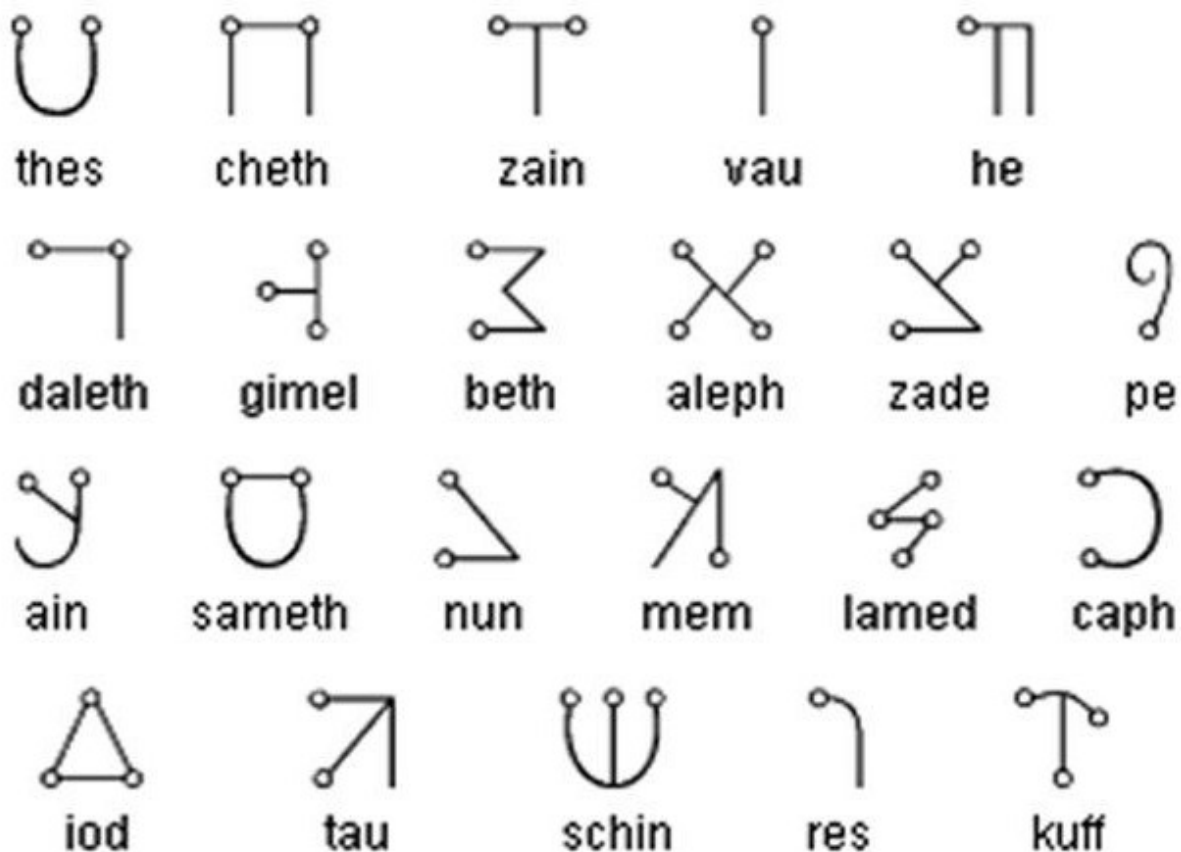 thes cheth zain vau he
daleth gimel beth aleph zade pe
ain sameth nun mem lamed caph
iod tau schin res kuff